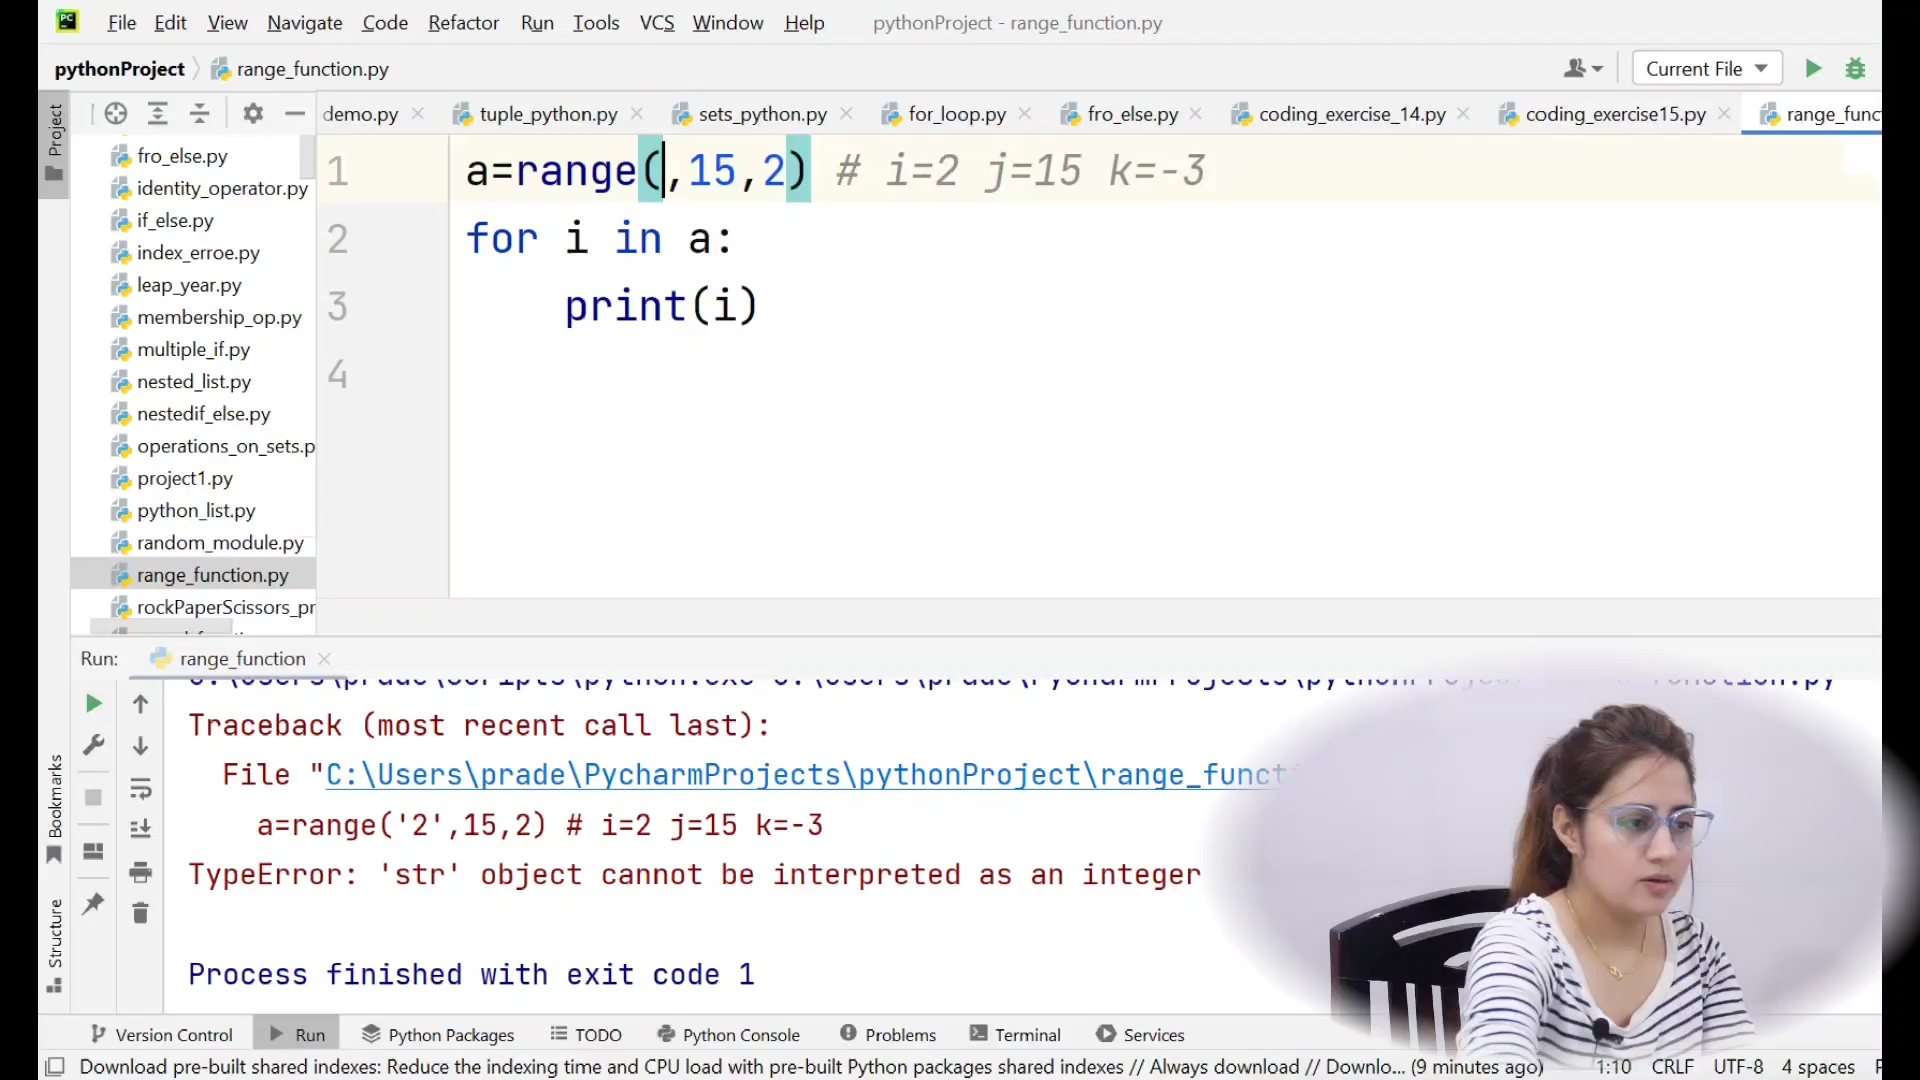 PC File Edit View Navigate Code Refactor Run Tools VCS Window Help pythonProject - range_function.py
pythonProject range_function.py Current File
Project
demo.py tuple_python.py sets_python.py for_loop.py fro_else.py coding_exercise_14.py coding_exercise15.py range_func
fro_else.py
identity_operator.py
if_else.py
index_erroe.py
leap_year.py
membership_op.py
multiple_if.py
nested_list.py
nestedif_else.py
operations_on_sets.p
project1.py
python_list.py
random_module.py
range_function.py
rockPaperScissors_pr
1 a=range(,15,2) # i=2 j=15 k=-3
2 for i in a:
3 print(i)
4
Run: range_function
Traceback (most recent call last):
File "C:\Users\prade\PycharmProjects\pythonProject\range_functi
a=range('2',15,2) # i=2 j=15 k=-3
TypeError: 'str' object cannot be interpreted as an integer
Process finished with exit code 1
Bookmarks
Structure
Version Control Run Python Packages TODO Python Console Problems Terminal Services
Download pre-built shared indexes: Reduce the indexing time and CPU load with pre-built Python packages shared indexes // Always download // Downlo... (9 minutes ago) 1:10 CRLF UTF-8 4 spaces